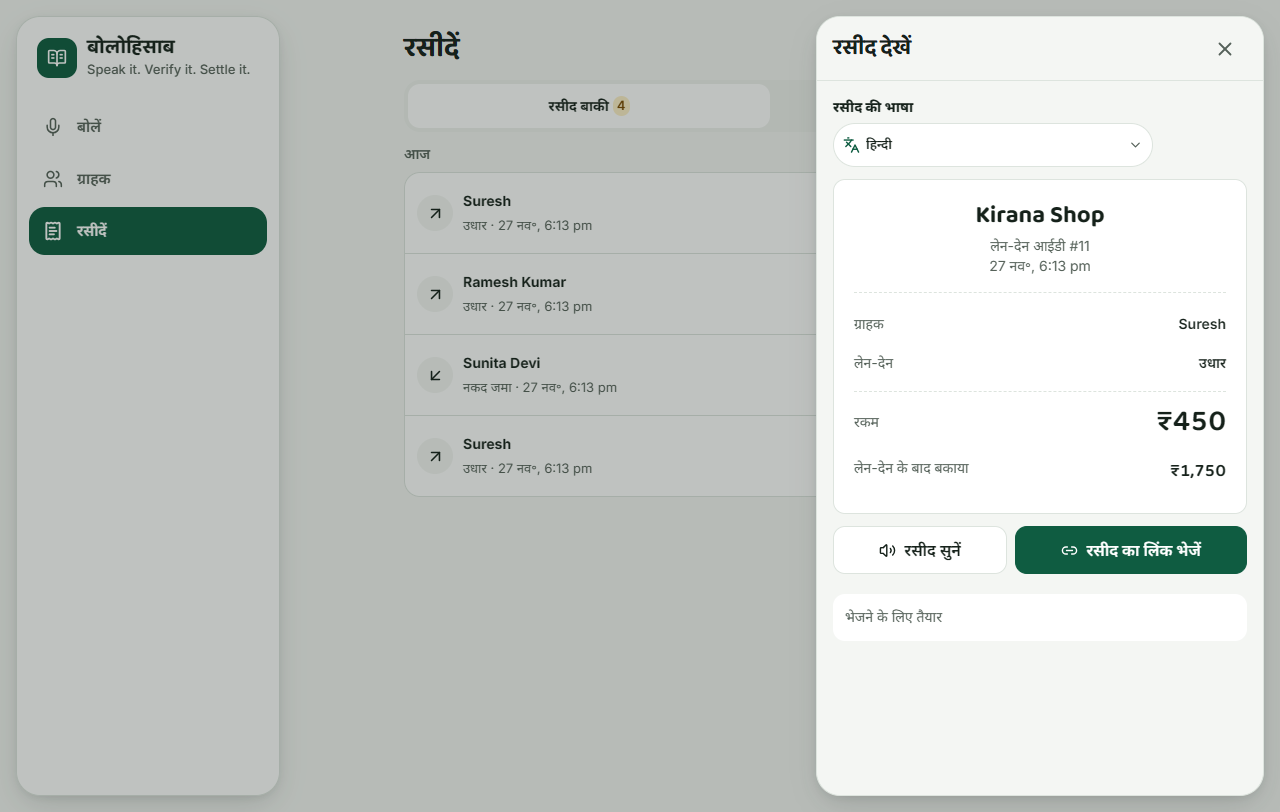 बोलोहिसाब
Speak it. Verify it. Settle it.
बोलें
ग्राहक
रसीदें
रसीदें
रसीद बाकी 4
आज
Suresh
उधार · 27 नव॰, 6:13 pm
Ramesh Kumar
उधार · 27 नव॰, 6:13 pm
Sunita Devi
नकद जमा · 27 नव॰, 6:13 pm
Suresh
उधार · 27 नव॰, 6:13 pm
रसीद देखें
रसीद की भाषा
हिन्दी
Kirana Shop
लेन-देन आईडी #11
27 नव॰, 6:13 pm
ग्राहक Suresh
लेन-देन उधार
रकम ₹450
लेन-देन के बाद बकाया ₹1,750
रसीद सुनें
रसीद का लिंक भेजें
भेजने के लिए तैयार